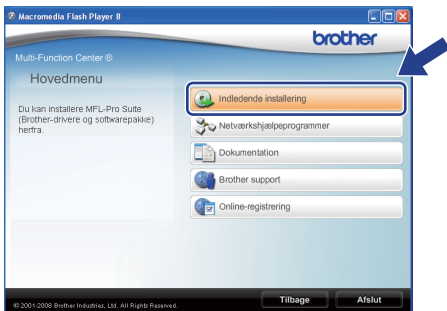 Macromedia Flash Player 8
brother
Multi-Function Center ®
Hovedmenu
Du kan installere MFL-Pro Suite
(Brother-drivere og softwarepakke)
herfra.
Indledende installering
Netværkshjælpeprogrammer
Dokumentation
Brother support
Online-registrering
© 2001-2008 Brother Industries, Ltd. All Rights Reserved.
Tilbage
Afslut